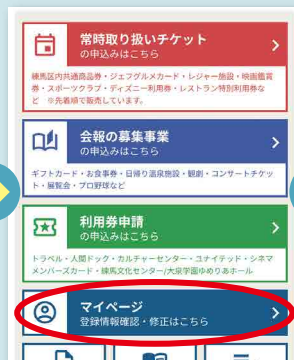 常時取り扱いチケット
の申込みはこちら
練馬区内共通商品券・ジェフグルメカード・レジャー施設・映画鑑賞
券・スポーツクラブ・ディズニー利用券・レストラン特別利用券な
ど　※先着順で販売しています。
会報の募集事業
の申込みはこちら
ギフトカード・お食事券・日帰り温泉施設・観劇・コンサートチケッ
ト・展覧会・プロ野球など
利用券申請
の申込みはこちら
トラベル・人間ドック・カルチャーセンター・ユナイテッド・シネマ
メンバーズカード・練馬文化センター/大泉学園ゆめりあホール
マイページ
登録情報確認・修正はこちら